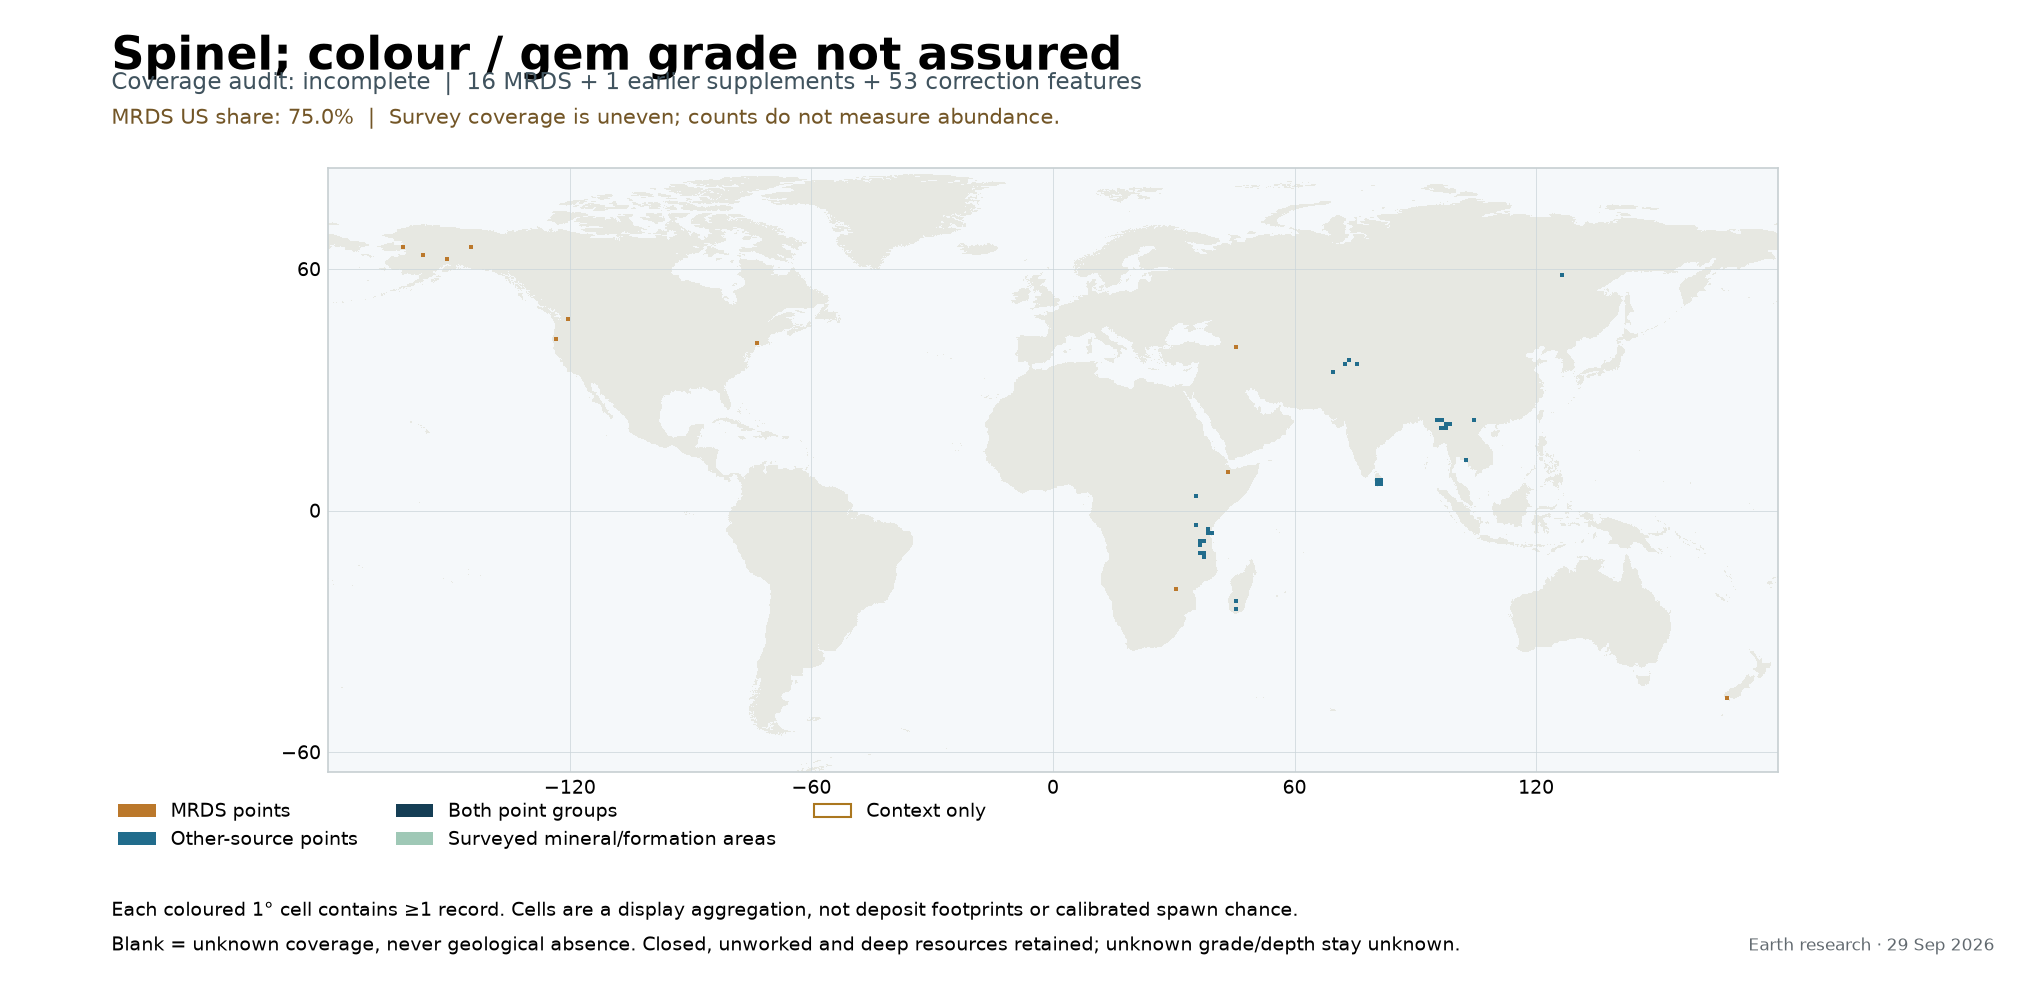 Spinel; colour / gem grade not assured
Coverage audit: incomplete | 16 MRDS + 1 earlier supplements + 53 correction features
MRDS US share: 75.0% | Survey coverage is uneven; counts do not measure abundance.
60
0
−60
−120 −60 0 60 120
MRDS points Both point groups Context only
Other-source points Surveyed mineral/formation areas
Each coloured 1° cell contains ≥1 record. Cells are a display aggregation, not deposit footprints or calibrated spawn chance.
Blank = unknown coverage, never geological absence. Closed, unworked and deep resources retained; unknown grade/depth stay unknown.
Earth research · 29 Sep 2026